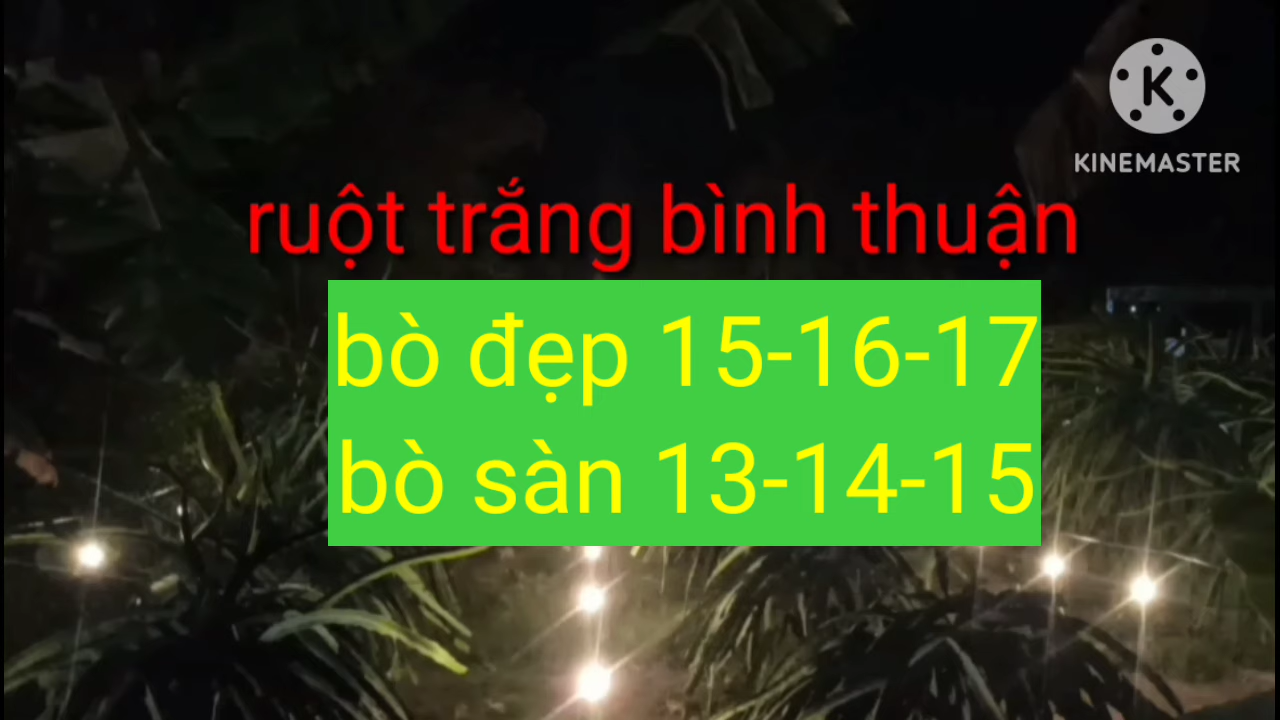 K
KINEMASTER
ruột trắng bình thuận
bò đẹp 15-16-17
bò sàn 13-14-15